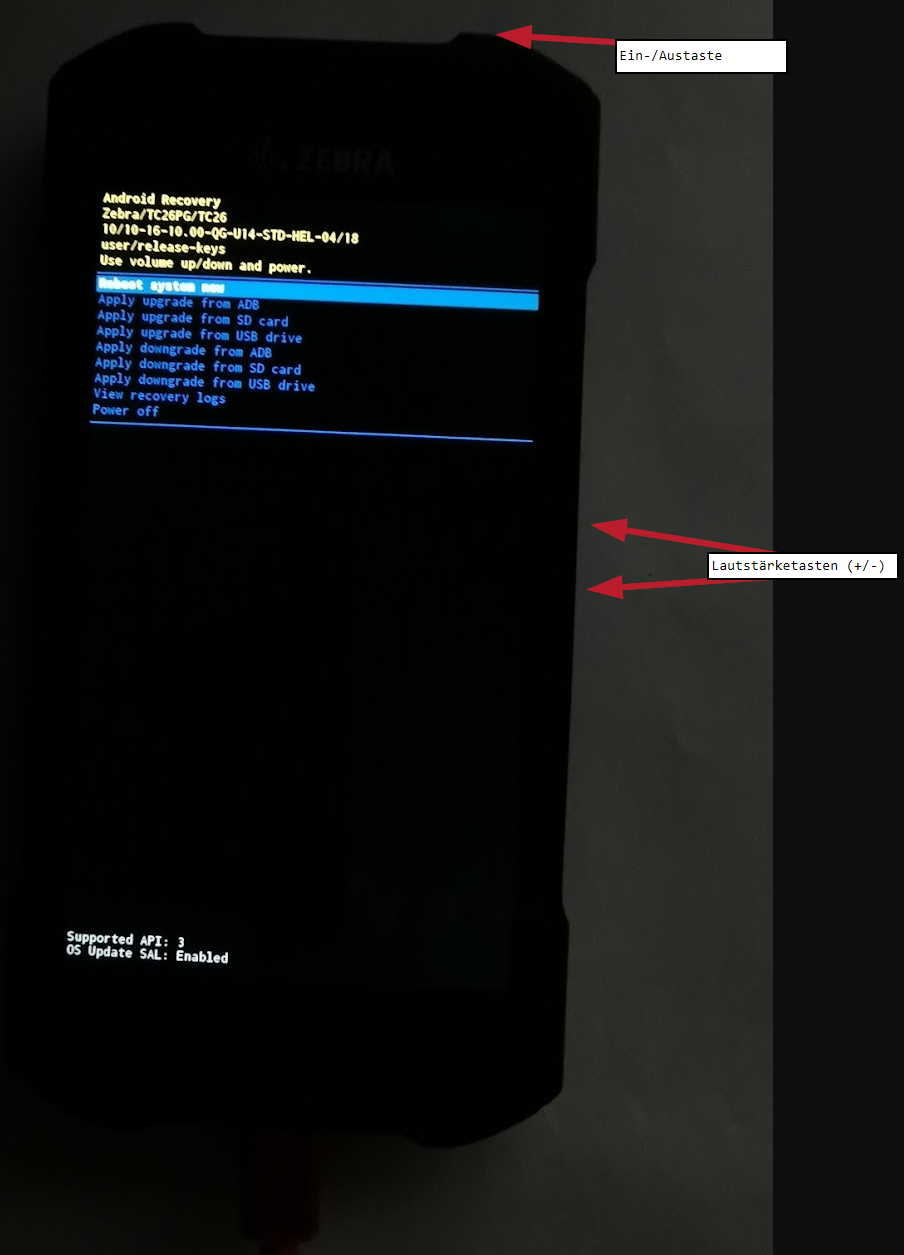 Ein-/Austaste
ZEBRA
Android Recovery
Zebra/TC26PG/TC26
10/10-16-10.00-QG-U14-STD-HEL-04/18
user/release-keys
Use volume up/down and power.
Reboot system now
Apply upgrade from ADB
Apply upgrade from SD card
Apply upgrade from USB drive
Apply downgrade from ADB
Apply downgrade from SD card
Apply downgrade from USB drive
View recovery logs
Power off
Lautstärketasten (+/-)
Supported API: 3
OS Update SAL: Enabled